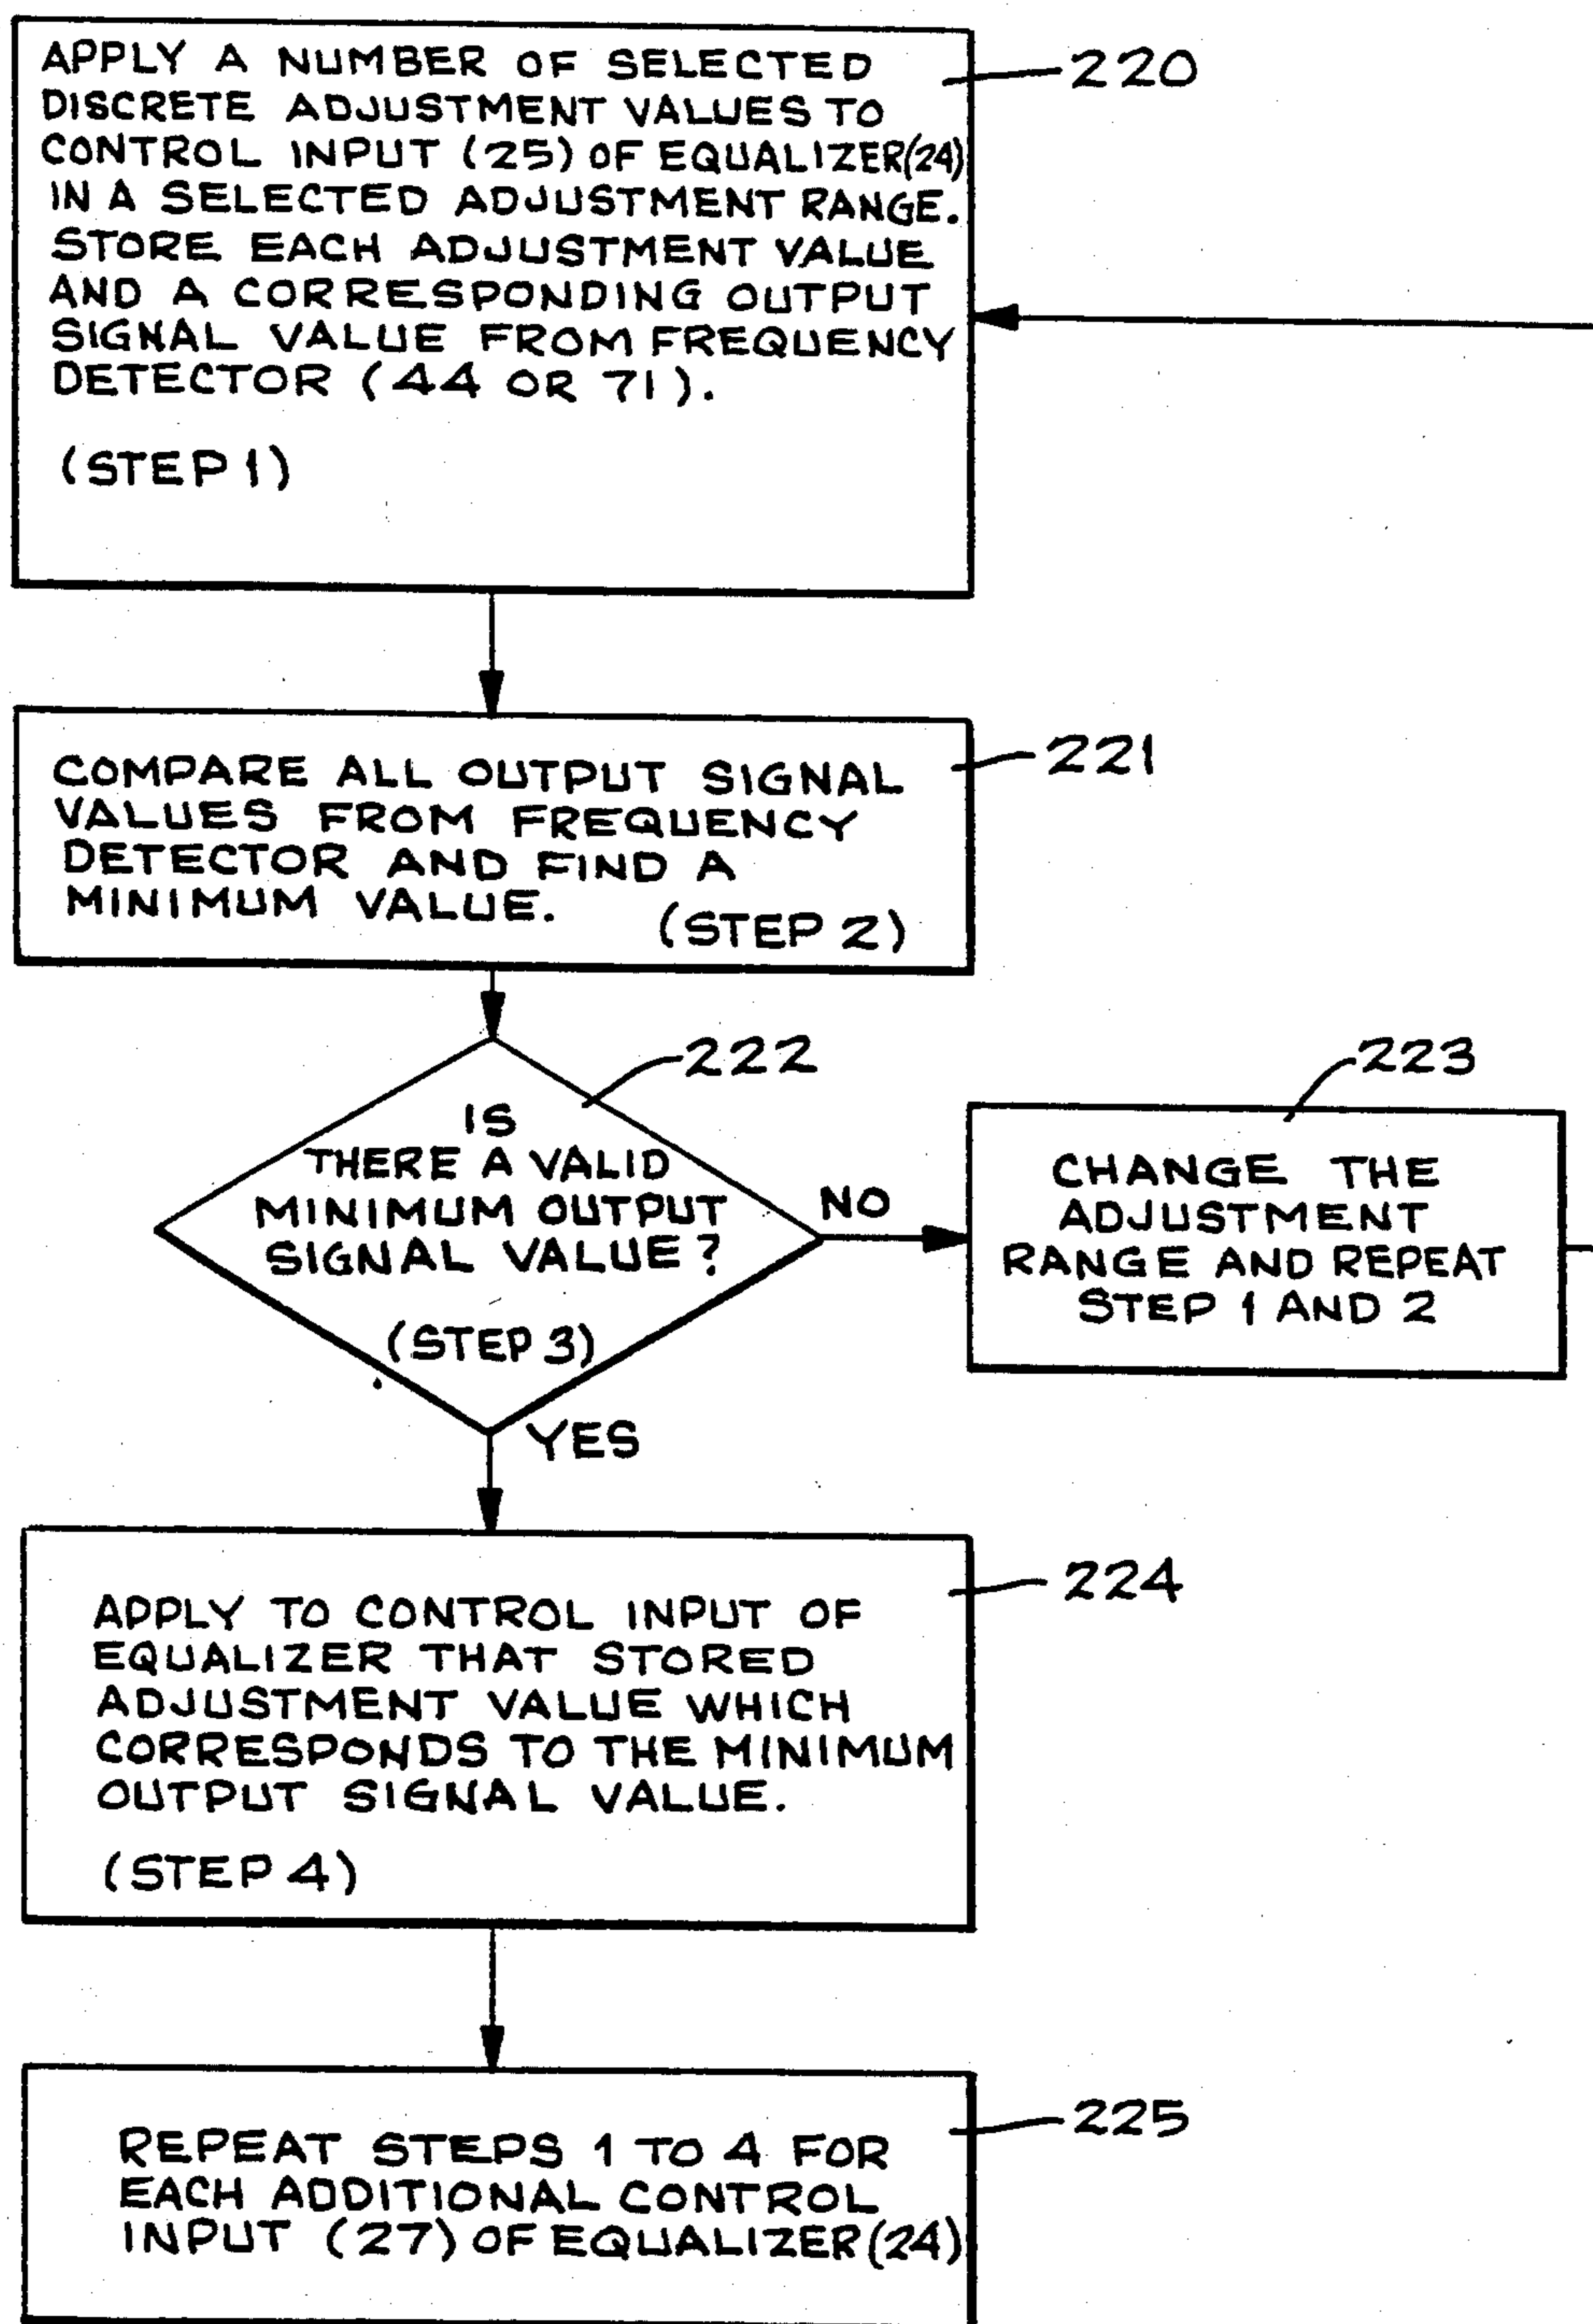 APPLY A NUMBER OF SELECTED
DISCRETE ADJUSTMENT VALUES TO
CONTROL INPUT (25) OF EQUALIZER(24)
IN A SELECTED ADJUSTMENT RANGE.
STORE EACH ADJUSTMENT VALUE
AND A CORRESPONDING OUTPUT
SIGNAL VALUE FROM FREQUENCY
DETECTOR (44 OR 71).
(STEP 1)
220
COMPARE ALL OUTPUT SIGNAL
VALUES FROM FREQUENCY
DETECTOR AND FIND A
MINIMUM VALUE.
(STEP 2)
221
IS
THERE A VALID
MINIMUM OUTPUT
SIGNAL VALUE?
(STEP 3)
222
NO
223
CHANGE THE
ADJUSTMENT
RANGE AND REPEAT
STEP 1 AND 2
YES
APPLY TO CONTROL INPUT OF
EQUALIZER THAT STORED
ADJUSTMENT VALUE WHICH
CORRESPONDS TO THE MINIMUM
OUTPUT SIGNAL VALUE.
(STEP 4)
224
REPEAT STEPS 1 TO 4 FOR
EACH ADDITIONAL CONTROL
INPUT (27) OF EQUALIZER(24)
225